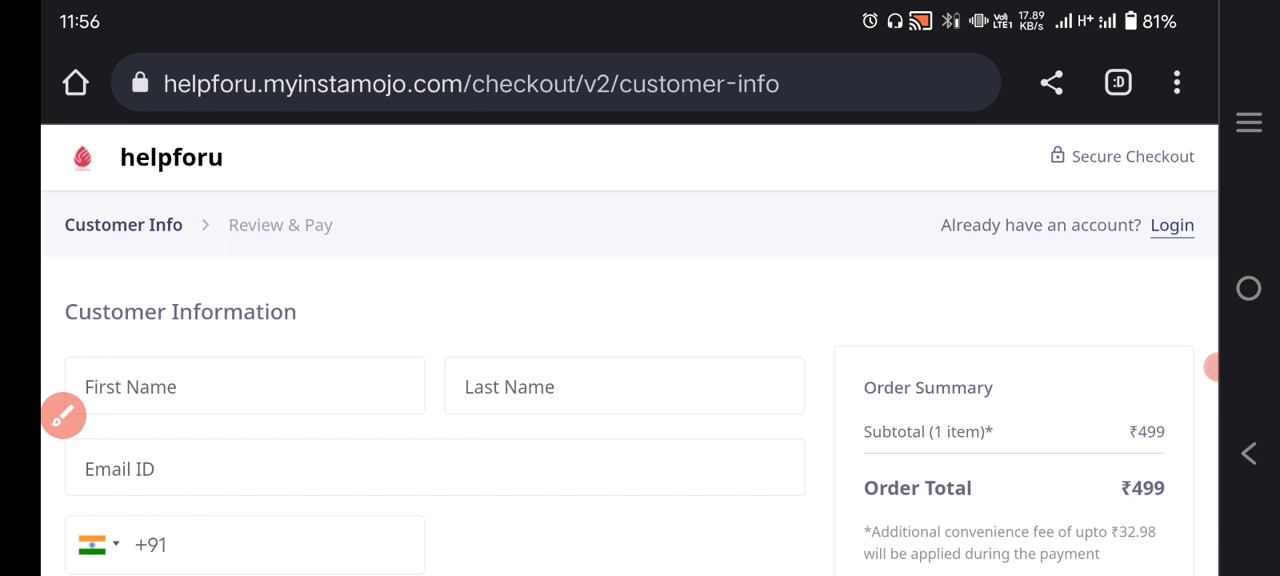 11:56
Vo) LTE1 17.89 KB/s H+ 81%
helpforu.myinstamojo.com/checkout/v2/customer-info :D
helpforu Secure Checkout
Customer Info > Review & Pay Already have an account? Login
Customer Information
First Name Last Name
Email ID
+91
Order Summary
Subtotal (1 item)* ₹499
Order Total ₹499
*Additional convenience fee of upto ₹32.98
will be applied during the payment